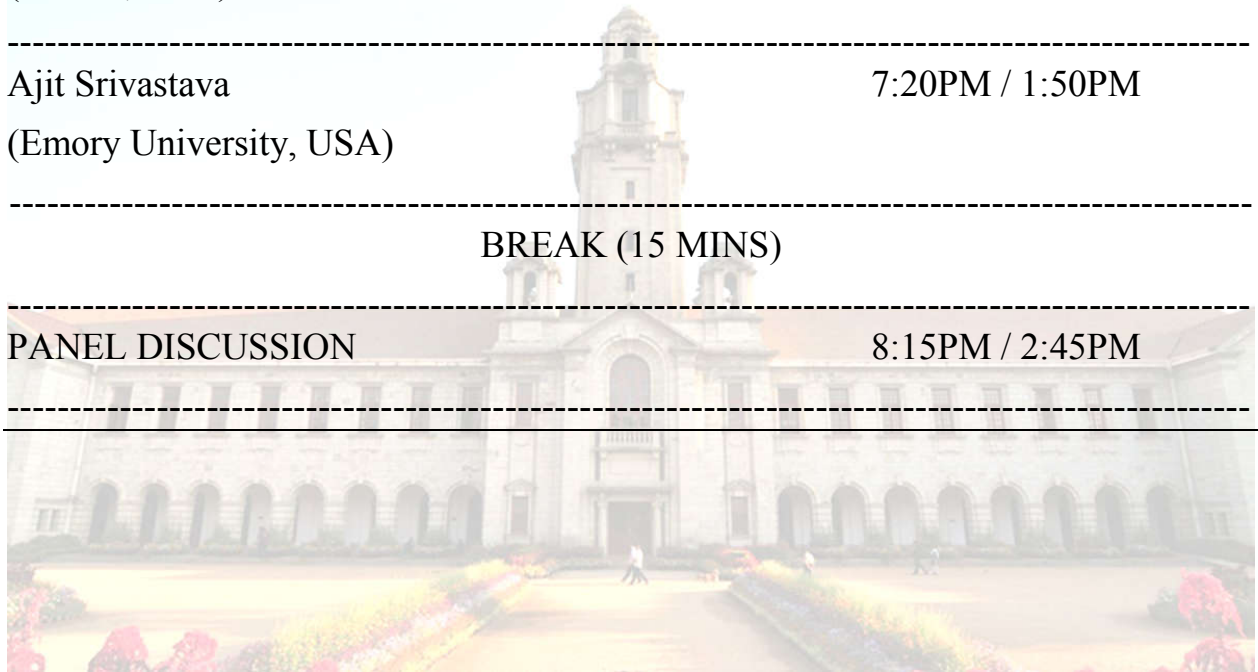 Ajit Srivastava 7:20PM / 1:50PM
(Emory University, USA)
BREAK (15 MINS)
PANEL DISCUSSION 8:15PM / 2:45PM